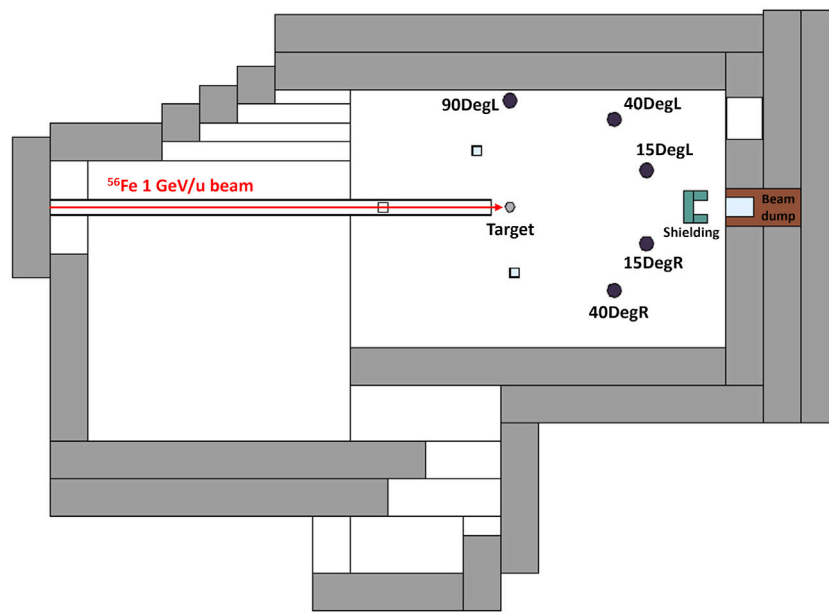 90DegL
40DegL
15DegL
⁵⁶Fe 1 GeV/u beam
Target
Shielding
Beam
dump
15DegR
40DegR